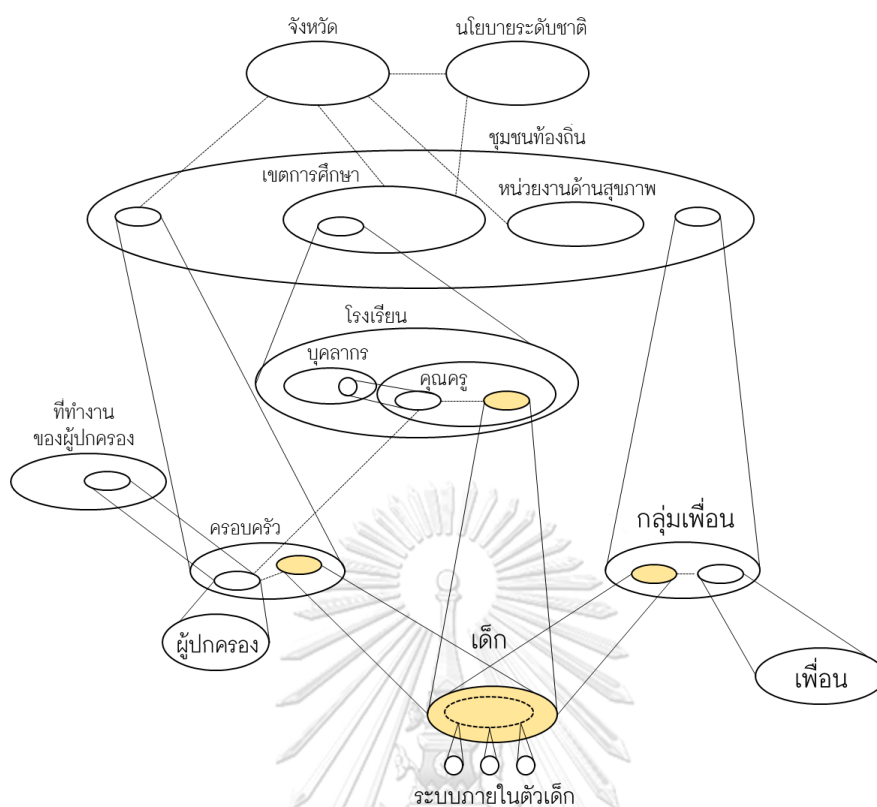 จังหวัด
นโยบายระดับชาติ
ชุมชนท้องถิ่น
เขตการศึกษา
หน่วยงานด้านสุขภาพ
โรงเรียน
บุคลากร
คุณครู
ที่ทำงาน
ของผู้ปกครอง
ครอบครัว
กลุ่มเพื่อน
ผู้ปกครอง
เด็ก
เพื่อน
ระบบภายในตัวเด็ก